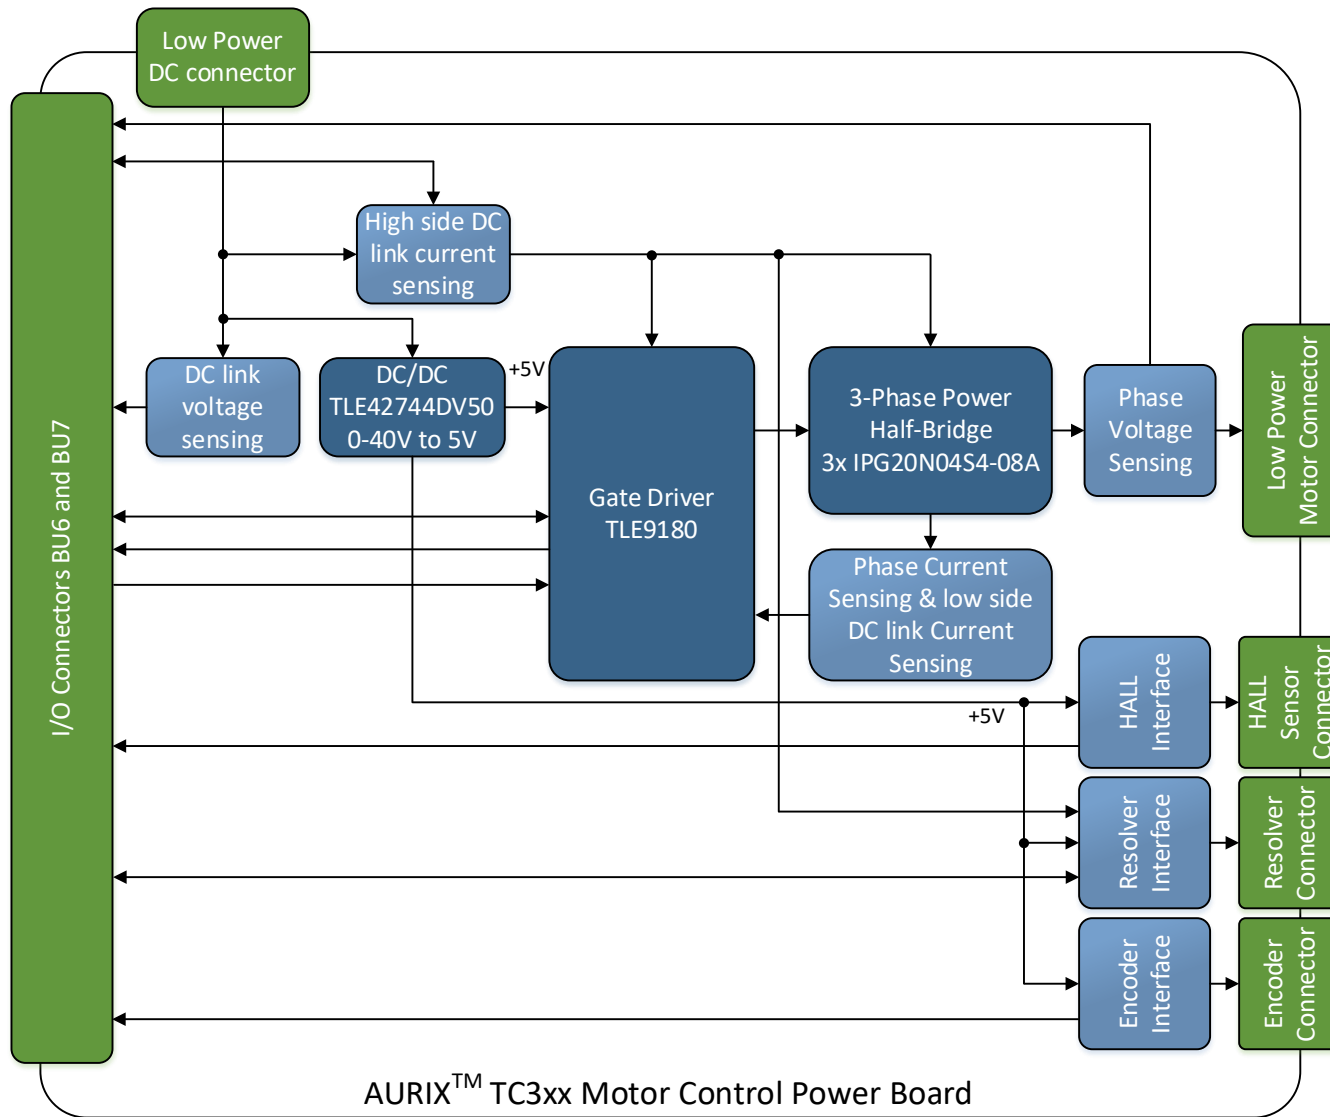 Low Power
DC connector
I/O Connectors BU6 and BU7
High side DC
link current
sensing
DC link
voltage
sensing
DC/DC
TLE42744DV50
0-40V to 5V
+5V
Gate Driver
TLE9180
3-Phase Power
Half-Bridge
3x IPG20N04S4-08A
Phase
Voltage
Sensing
Low Power
Motor Connector
Phase Current
Sensing & low side
DC link Current
Sensing
+5V
HALL
Interface
HALL
Sensor
Connector
Resolver
Interface
Resolver
Connector
Encoder
Interface
Encoder
Connector
AURIX™ TC3xx Motor Control Power Board